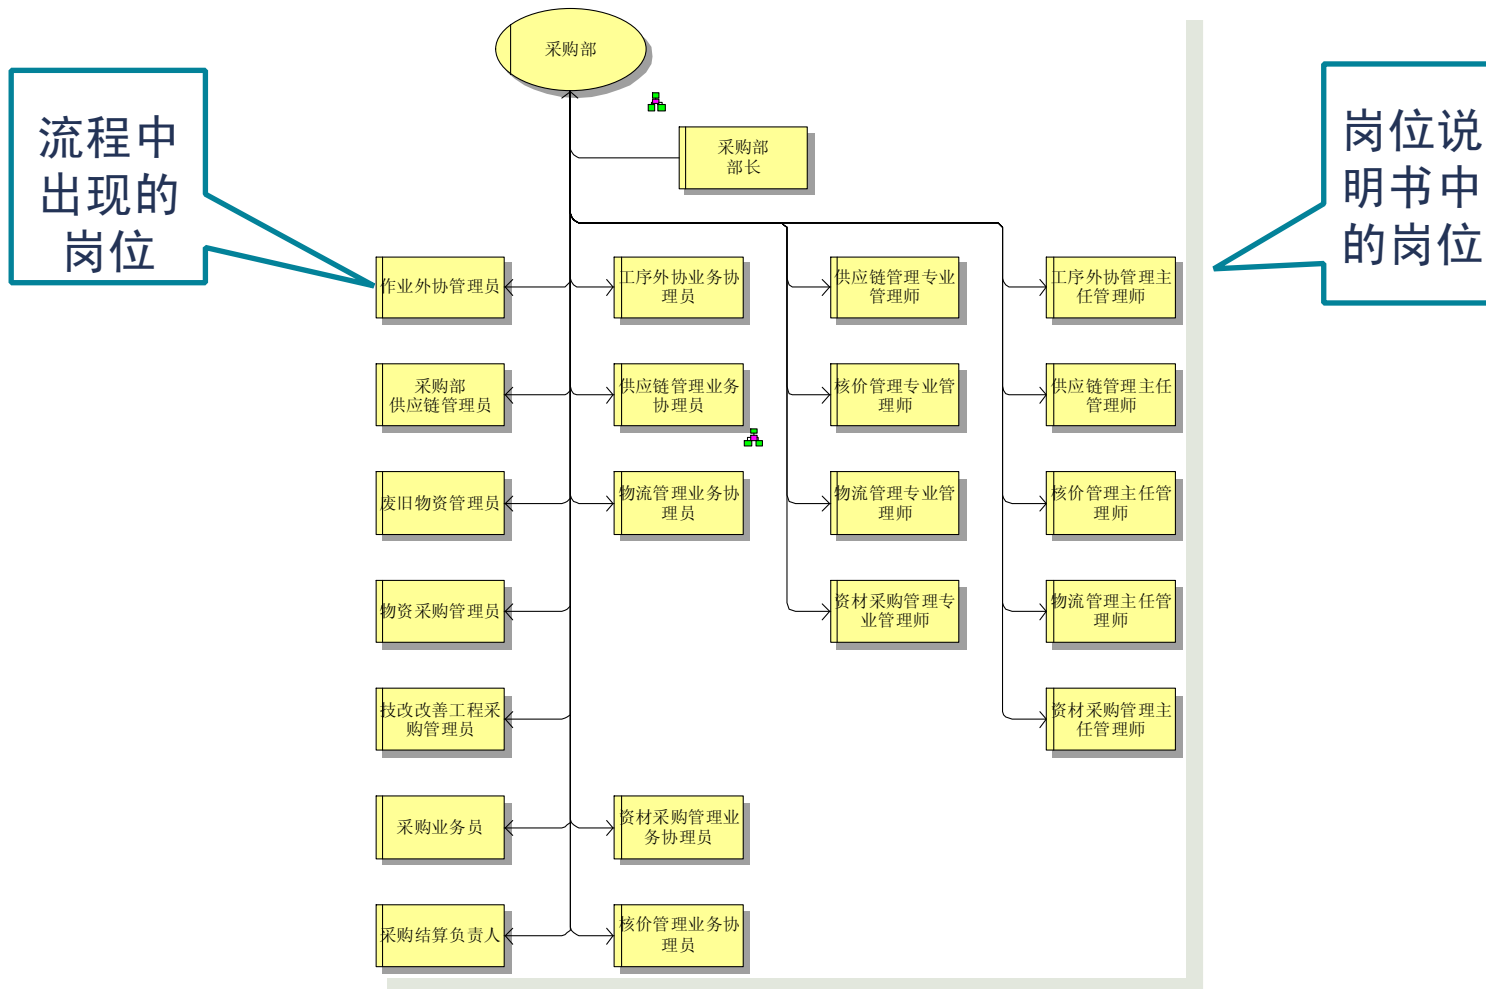 采购部
流程中
出现的
岗位
岗位说
明书中
的岗位
采购部
部长
作业外协管理员
工序外协业务协
理员
供应链管理专业
管理师
工序外协管理主
任管理师
采购部
供应链管理员
供应链管理业务
协理员
核价管理专业管
理师
供应链管理主任
管理师
废旧物资管理员
物流管理业务协
理员
物流管理专业管
理师
核价管理主任管
理师
物资采购管理员
资材采购管理专
业管理师
物流管理主任管
理师
技改改善工程采
购管理员
资材采购管理主
任管理师
采购业务员
资材采购管理业
务协理员
采购结算负责人
核价管理业务协
理员